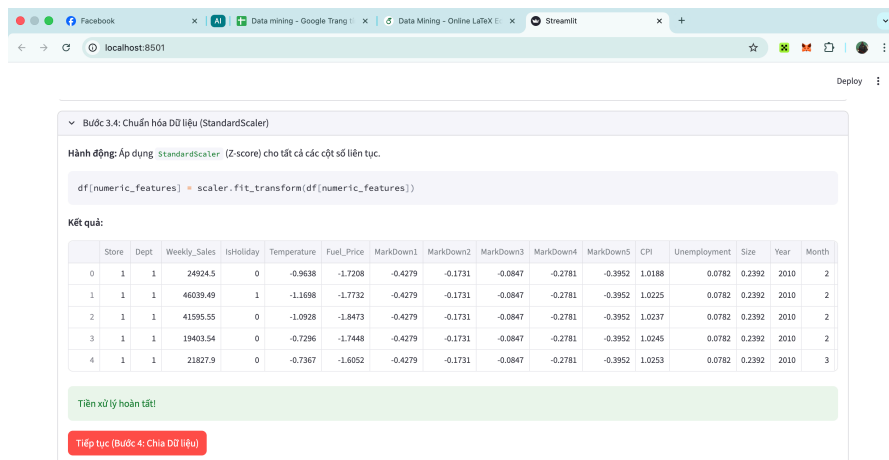 Facebook
AI
Data mining - Google Trang t
Data Mining - Online LaTeX E
Streamlit
localhost:8501
Deploy
Bước 3.4: Chuẩn hóa Dữ liệu (StandardScaler)
Hành động: Áp dụng StandardScaler (Z-score) cho tất cả các cột số liên tục.
df[numeric_features] = scaler.fit_transform(df[numeric_features])
Kết quả:
Store Dept Weekly_Sales IsHoliday Temperature Fuel_Price MarkDown1 MarkDown2 MarkDown3 MarkDown4 MarkDown5 CPI Unemployment Size Year Month
0 1 1 24924.5 0 -0.9638 -1.7208 -0.4279 -0.1731 -0.0847 -0.2781 -0.3952 1.0188 0.0782 0.2392 2010 2
1 1 1 46039.49 1 -1.1698 -1.7732 -0.4279 -0.1731 -0.0847 -0.2781 -0.3952 1.0225 0.0782 0.2392 2010 2
2 1 1 41595.55 0 -1.0928 -1.8473 -0.4279 -0.1731 -0.0847 -0.2781 -0.3952 1.0237 0.0782 0.2392 2010 2
3 1 1 19403.54 0 -0.7296 -1.7448 -0.4279 -0.1731 -0.0847 -0.2781 -0.3952 1.0245 0.0782 0.2392 2010 2
4 1 1 21827.9 0 -0.7367 -1.6052 -0.4279 -0.1731 -0.0847 -0.2781 -0.3952 1.0253 0.0782 0.2392 2010 3
Tiền xử lý hoàn tất!
Tiếp tục (Bước 4: Chia Dữ liệu)